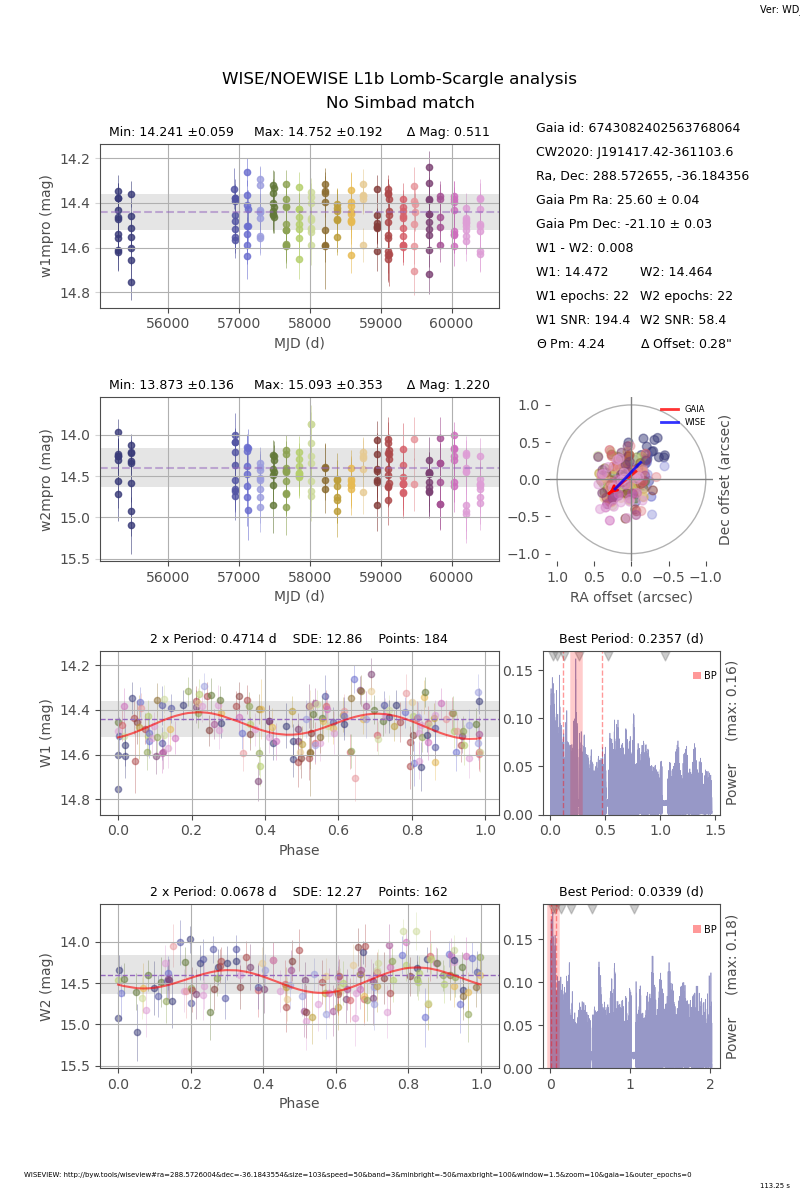 Ver: WD_
WISE/NOEWISE L1b Lomb-Scargle analysis
No Simbad match
Min: 14.241 ±0.059 Max: 14.752 ±0.192 Δ Mag: 0.511
14.2
14.4
14.6
14.8
w1mpro (mag)
56000 57000 58000 59000 60000
MJD (d)
Gaia id: 6743082402563768064
CW2020: J191417.42-361103.6
Ra, Dec: 288.572655, -36.184356
Gaia Pm Ra: 25.60 ± 0.04
Gaia Pm Dec: -21.10 ± 0.03
W1 - W2: 0.008
W1: 14.472 W2: 14.464
W1 epochs: 22 W2 epochs: 22
W1 SNR: 194.4 W2 SNR: 58.4
Θ Pm: 4.24 Δ Offset: 0.28"
Min: 13.873 ±0.136 Max: 15.093 ±0.353 Δ Mag: 1.220
14.0
14.5
15.0
15.5
w2mpro (mag)
56000 57000 58000 59000 60000
MJD (d)
GAIA
WISE
1.0
0.5
0.0
−0.5
−1.0
Dec offset (arcsec)
1.0 0.5 0.0 −0.5 −1.0
RA offset (arcsec)
2 x Period: 0.4714 d SDE: 12.86 Points: 184
14.2
14.4
14.6
14.8
W1 (mag)
0.0 0.2 0.4 0.6 0.8 1.0
Phase
Best Period: 0.2357 (d)
BP
0.15
0.10
0.05
0.00
Power (max: 0.16)
0.0 0.5 1.0 1.5
2 x Period: 0.0678 d SDE: 12.27 Points: 162
14.0
14.5
15.0
15.5
W2 (mag)
0.0 0.2 0.4 0.6 0.8 1.0
Phase
Best Period: 0.0339 (d)
BP
0.15
0.10
0.05
0.00
Power (max: 0.18)
0 1 2
WISEVIEW: http://byw.tools/wiseview#ra=288.5726004&dec=-36.1843554&size=103&speed=50&band=3&minbright=-50&maxbright=100&window=1.5&zoom=10&gaia=1&outer_epochs=0
113.25 s